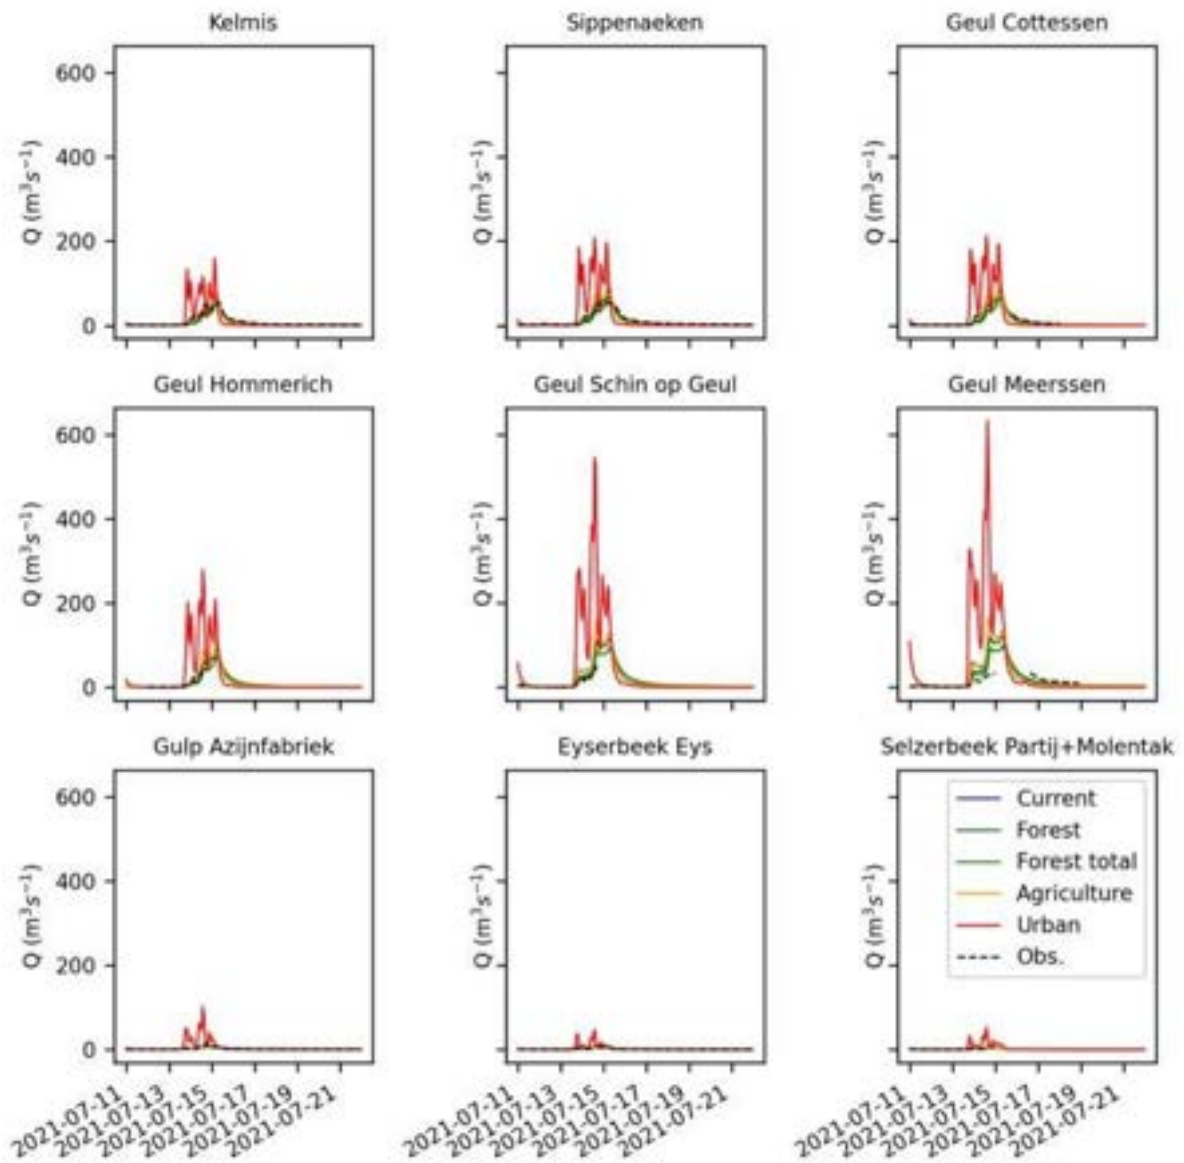 Kelmis
Sippenaeken
Geul Cottessen
600
400
200
0
Q (m³s⁻¹)
Q (m³s⁻¹)
Q (m³s⁻¹)
Geul Hommerich
Geul Schin op Geul
Geul Meerssen
600
400
200
0
Q (m³s⁻¹)
Q (m³s⁻¹)
Q (m³s⁻¹)
Gulp Azijnfabriek
Eyserbeek Eys
Selzerbeek Partij+Molentak
600
400
200
0
Q (m³s⁻¹)
Q (m³s⁻¹)
Q (m³s⁻¹)
Current
Forest
Forest total
Agriculture
Urban
Obs.
2021-07-11
2021-07-13
2021-07-15
2021-07-17
2021-07-19
2021-07-21
2021-07-11
2021-07-13
2021-07-15
2021-07-17
2021-07-19
2021-07-21
2021-07-11
2021-07-13
2021-07-15
2021-07-17
2021-07-19
2021-07-21